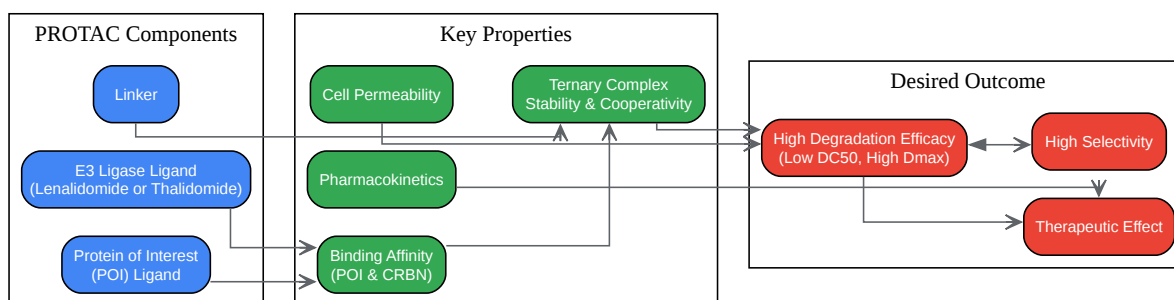 PROTAC Components
Linker
E3 Ligase Ligand
(Lenalidomide or Thalidomide)
Protein of Interest
(POI) Ligand
Key Properties
Cell Permeability
Ternary Complex
Stability & Cooperativity
Pharmacokinetics
Binding Affinity
(POI & CRBN)
Desired Outcome
High Degradation Efficacy
(Low DC50, High Dmax)
High Selectivity
Therapeutic Effect